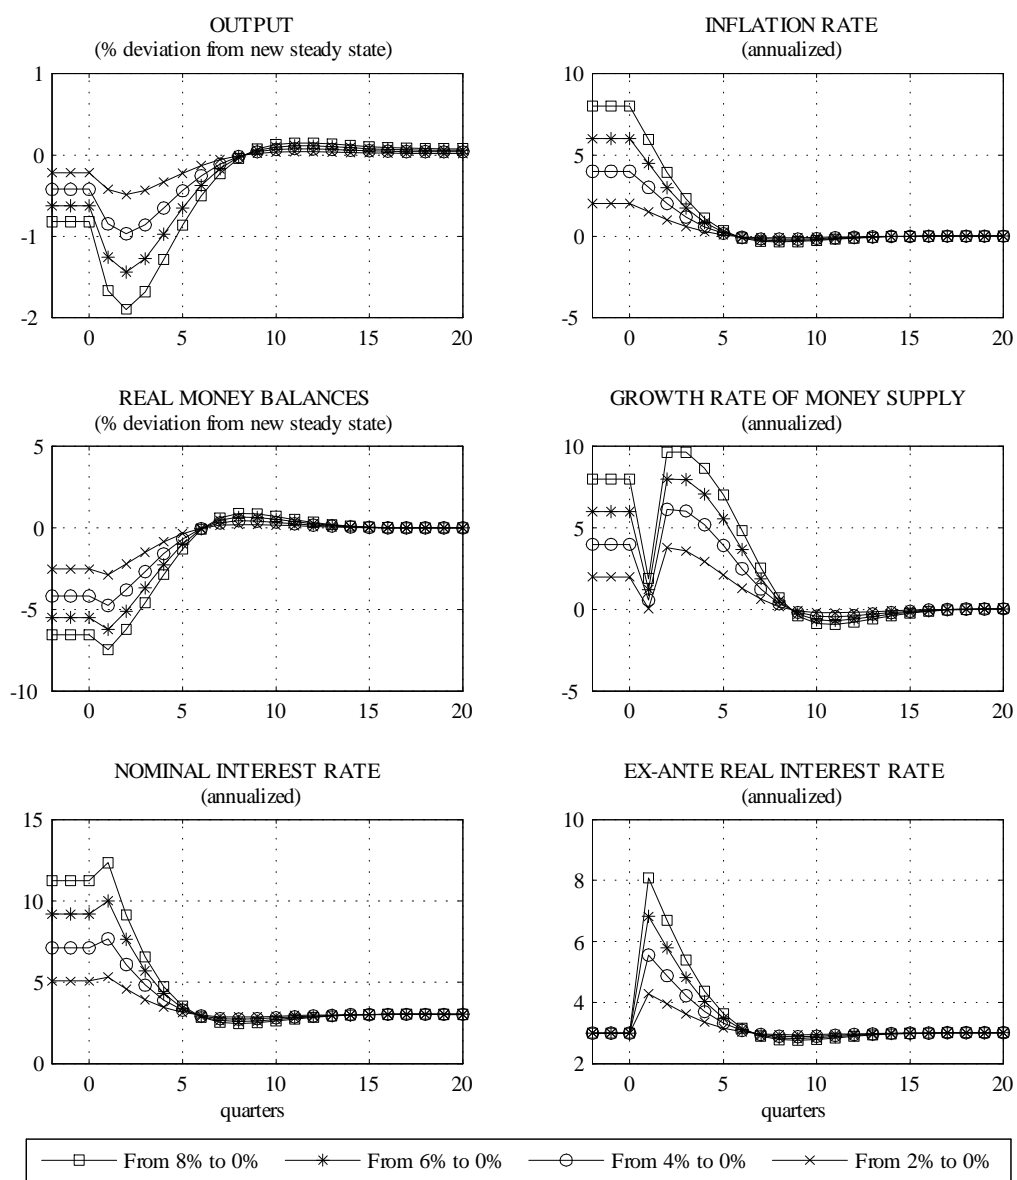 OUTPUT
(% deviation from new steady state)
1
0
-1
-2
0 5 10 15 20
INFLATION RATE
(annualized)
10
5
0
-5
0 5 10 15 20
REAL MONEY BALANCES
(% deviation from new steady state)
5
0
-5
-10
0 5 10 15 20
GROWTH RATE OF MONEY SUPPLY
(annualized)
10
5
0
-5
0 5 10 15 20
NOMINAL INTEREST RATE
(annualized)
15
10
5
0
0 5 10 15 20
quarters
EX-ANTE REAL INTEREST RATE
(annualized)
10
8
6
4
2
0 5 10 15 20
quarters
From 8% to 0% From 6% to 0% From 4% to 0% From 2% to 0%